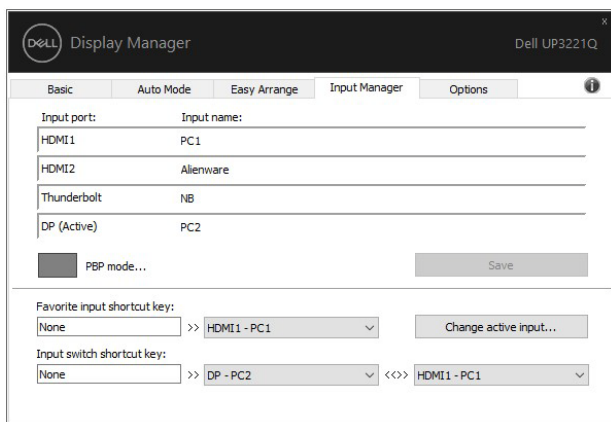 x
DELL Display Manager Dell UP3221Q
Basic Auto Mode Easy Arrange Input Manager Options i
Input port: Input name:
HDMI1 PC1
HDMI2 Alienware
Thunderbolt NB
DP (Active) PC2
PBP mode... Save
Favorite input shortcut key:
None >> HDMI1 - PC1 Change active input...
Input switch shortcut key:
None >> DP - PC2 <<>> HDMI1 - PC1